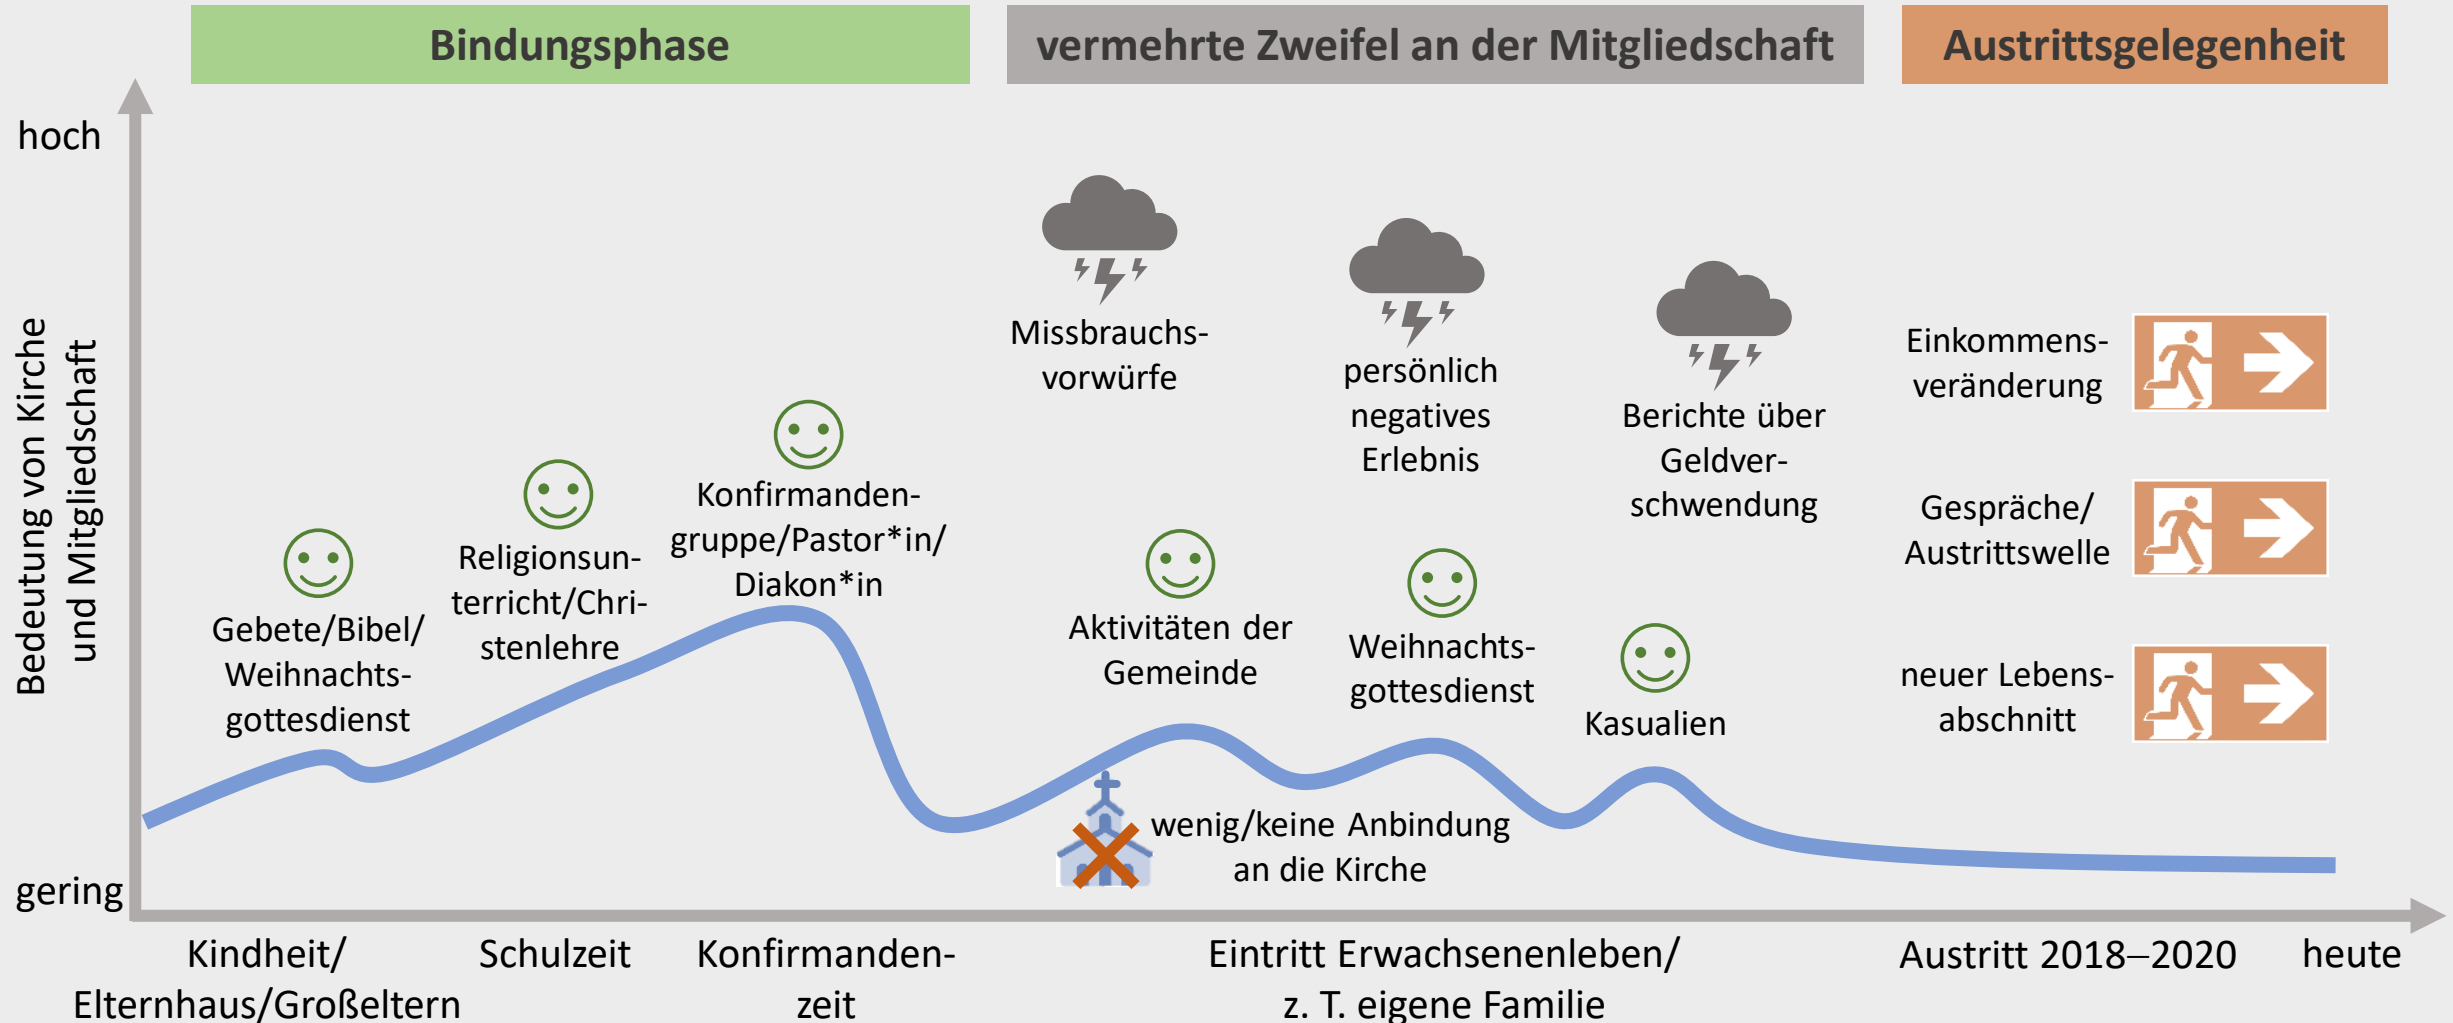 Bindungsphase
vermehrte Zweifel an der Mitgliedschaft
Austrittsgelegenheit
hoch
Bedeutung von Kirche
und Mitgliedschaft
gering
Gebete/Bibel/
Weihnachts-
gottesdienst
Religionsun-
terricht/Chri-
stenlehre
Konfirmanden-
gruppe/Pastor*in/
Diakon*in
Missbrauchs-
vorwürfe
persönlich
negatives
Erlebnis
Berichte über
Geldver-
schwendung
Aktivitäten der
Gemeinde
Weihnachts-
gottesdienst
Kasualien
wenig/keine Anbindung
an die Kirche
Einkommens-
veränderung
Gespräche/
Austrittswelle
neuer Lebens-
abschnitt
Kindheit/
Elternhaus/Großeltern
Schulzeit
Konfirmanden-
zeit
Eintritt Erwachsenenleben/
z. T. eigene Familie
Austritt 2018–2020
heute